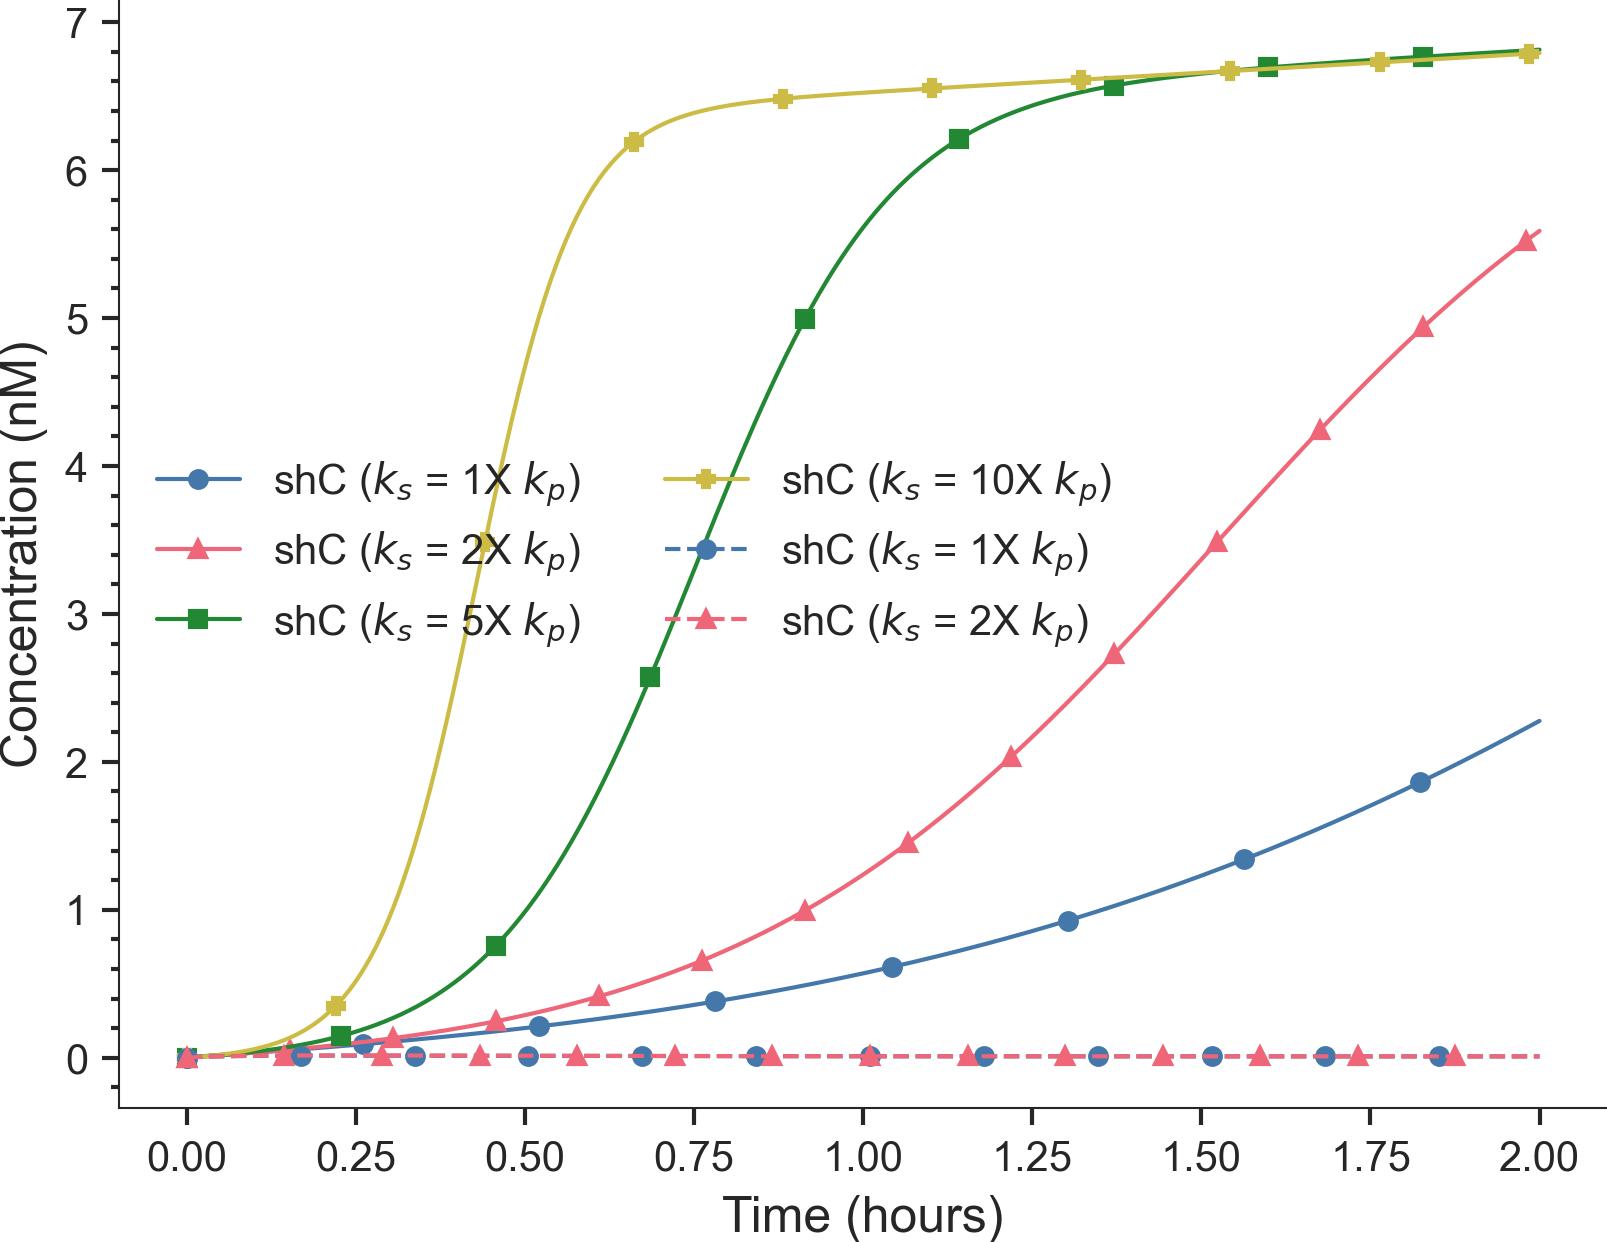 Concentration (nM)
7
6
5
4
3
2
1
0
shC (kₛ = 1X kₚ)
shC (kₛ = 2X kₚ)
shC (kₛ = 5X kₚ)
shC (kₛ = 10X kₚ)
shC (kₛ = 1X kₚ)
shC (kₛ = 2X kₚ)
0.00 0.25 0.50 0.75 1.00 1.25 1.50 1.75 2.00
Time (hours)